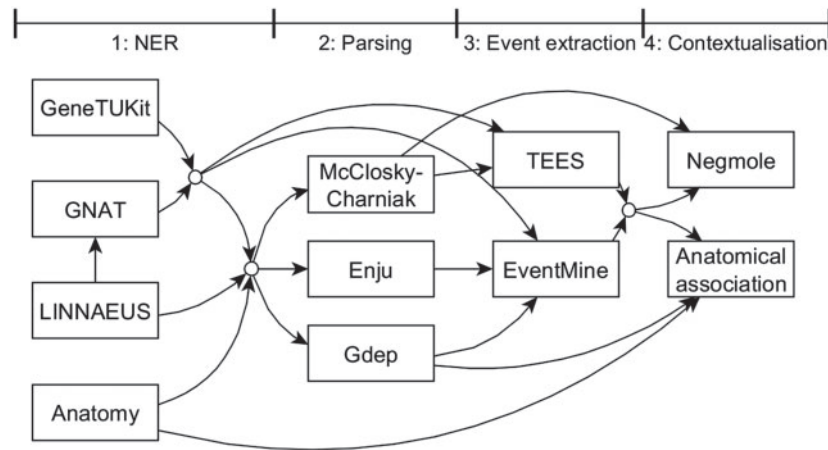 1: NER
2: Parsing
3: Event extraction
4: Contextualisation
GeneTUKit
GNAT
LINNAEUS
Anatomy
McClosky-
Charniak
Enju
Gdep
TEES
EventMine
Negmole
Anatomical
association